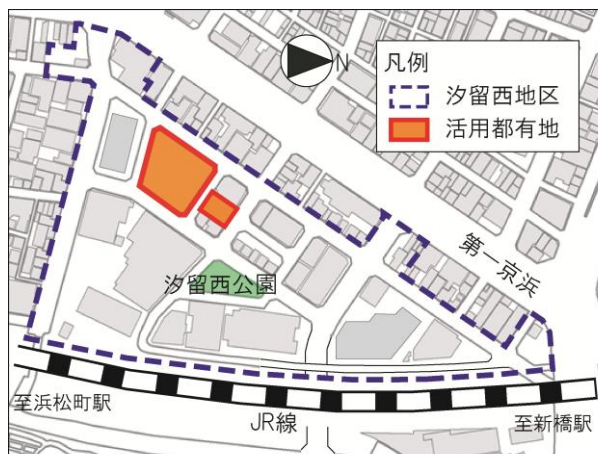 N
凡例
汐留西地区
活用都有地
第一京浜
汐留西公園
至浜松町駅
JR線
至新橋駅